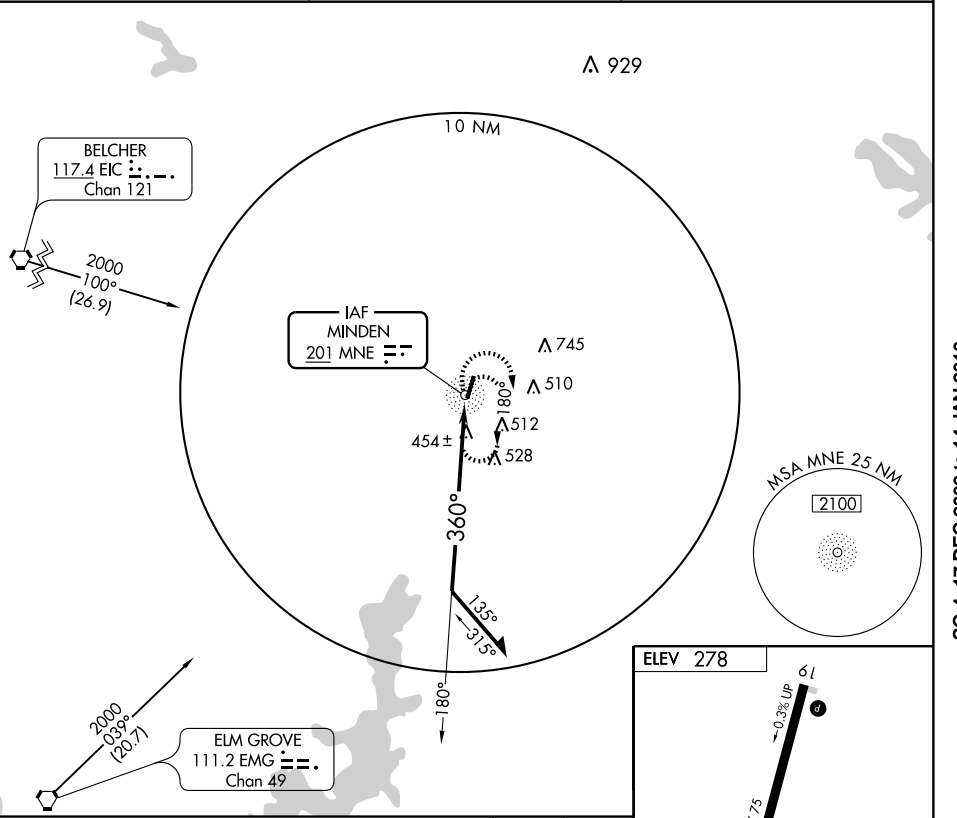 929
10 NM
BELCHER
117.4 EIC
Chan 121
2000
100°
(26.9)
IAF
MINDEN
201 MNE
745
510
180°
512
454 ±
528
MSA MNE 25 NM
2100
360°
135°
315°
180°
2000
039°
(20.7)
ELM GROVE
111.2 EMG
Chan 49
ELEV 278
19
0.3% UP
P
75